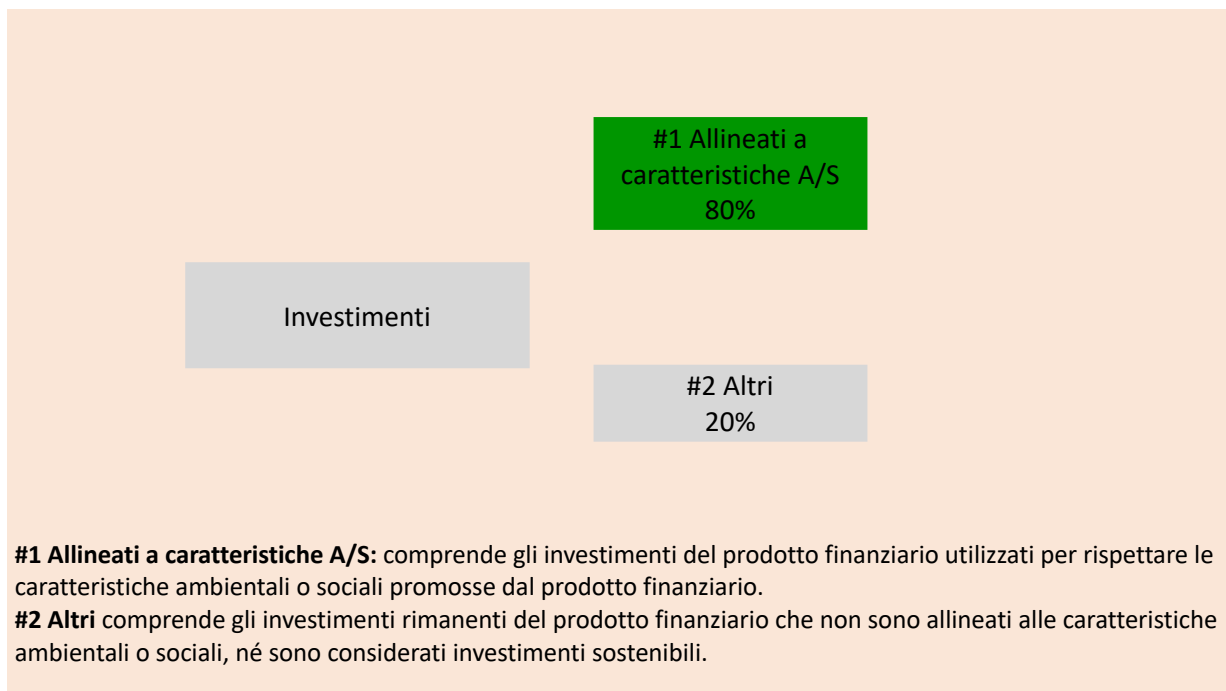 #1 Allineati a
caratteristiche A/S
80%
Investimenti
#2 Altri
20%
#1 Allineati a caratteristiche A/S: comprende gli investimenti del prodotto finanziario utilizzati per rispettare le
caratteristiche ambientali o sociali promosse dal prodotto finanziario.
#2 Altri comprende gli investimenti rimanenti del prodotto finanziario che non sono allineati alle caratteristiche
ambientali o sociali, né sono considerati investimenti sostenibili.